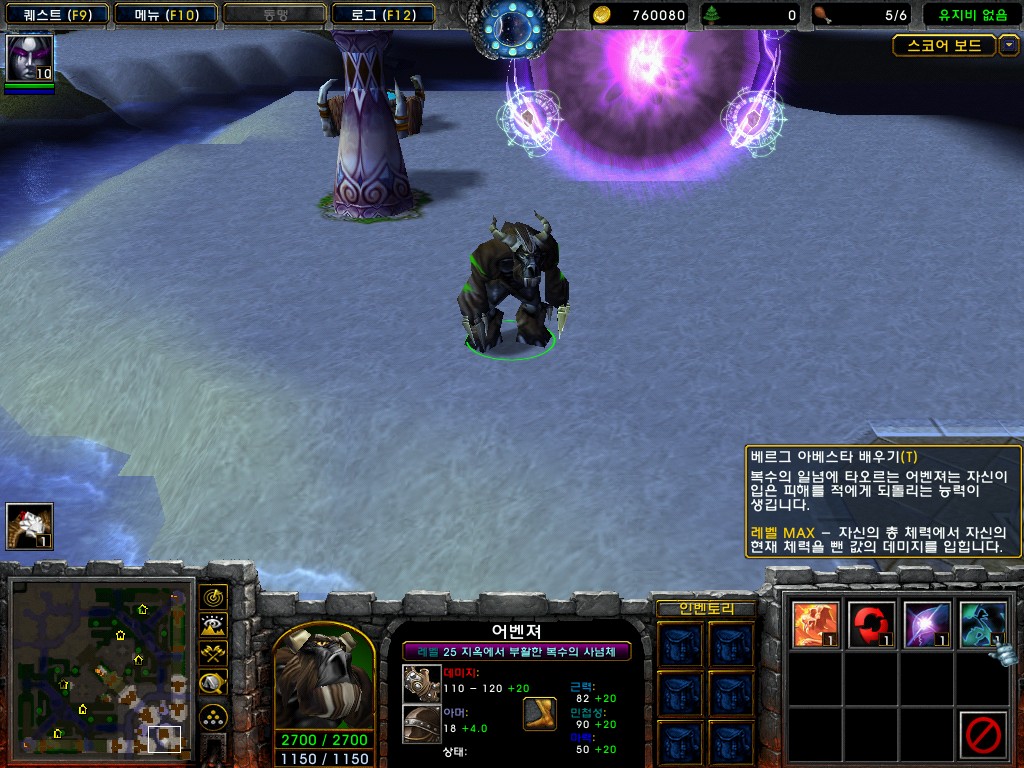 퀘스트 (F9)
메뉴 (F10)
동맹
로그 (F12)
760080
0
5/6
유지비 없음
스코어 보드
10
베르그 아베스타 배우기(T)
복수의 일념에 타오르는 어벤져는 자신이
입은 피해를 적에게 되돌리는 능력이
생깁니다.
레벨 MAX - 자신의 총 체력에서 자신의
현재 체력을 뺀 값의 데미지를 입힙니다.
1
어벤져
레벨 25 지옥에서 부활한 복수의 사념체
데미지:
110 - 120 +20
아머:
18 +4.0
상태:
근력:
82 +20
민첩성:
90 +20
마력:
50 +20
2700 / 2700
1150 / 1150
인벤토리
1
1
1
1